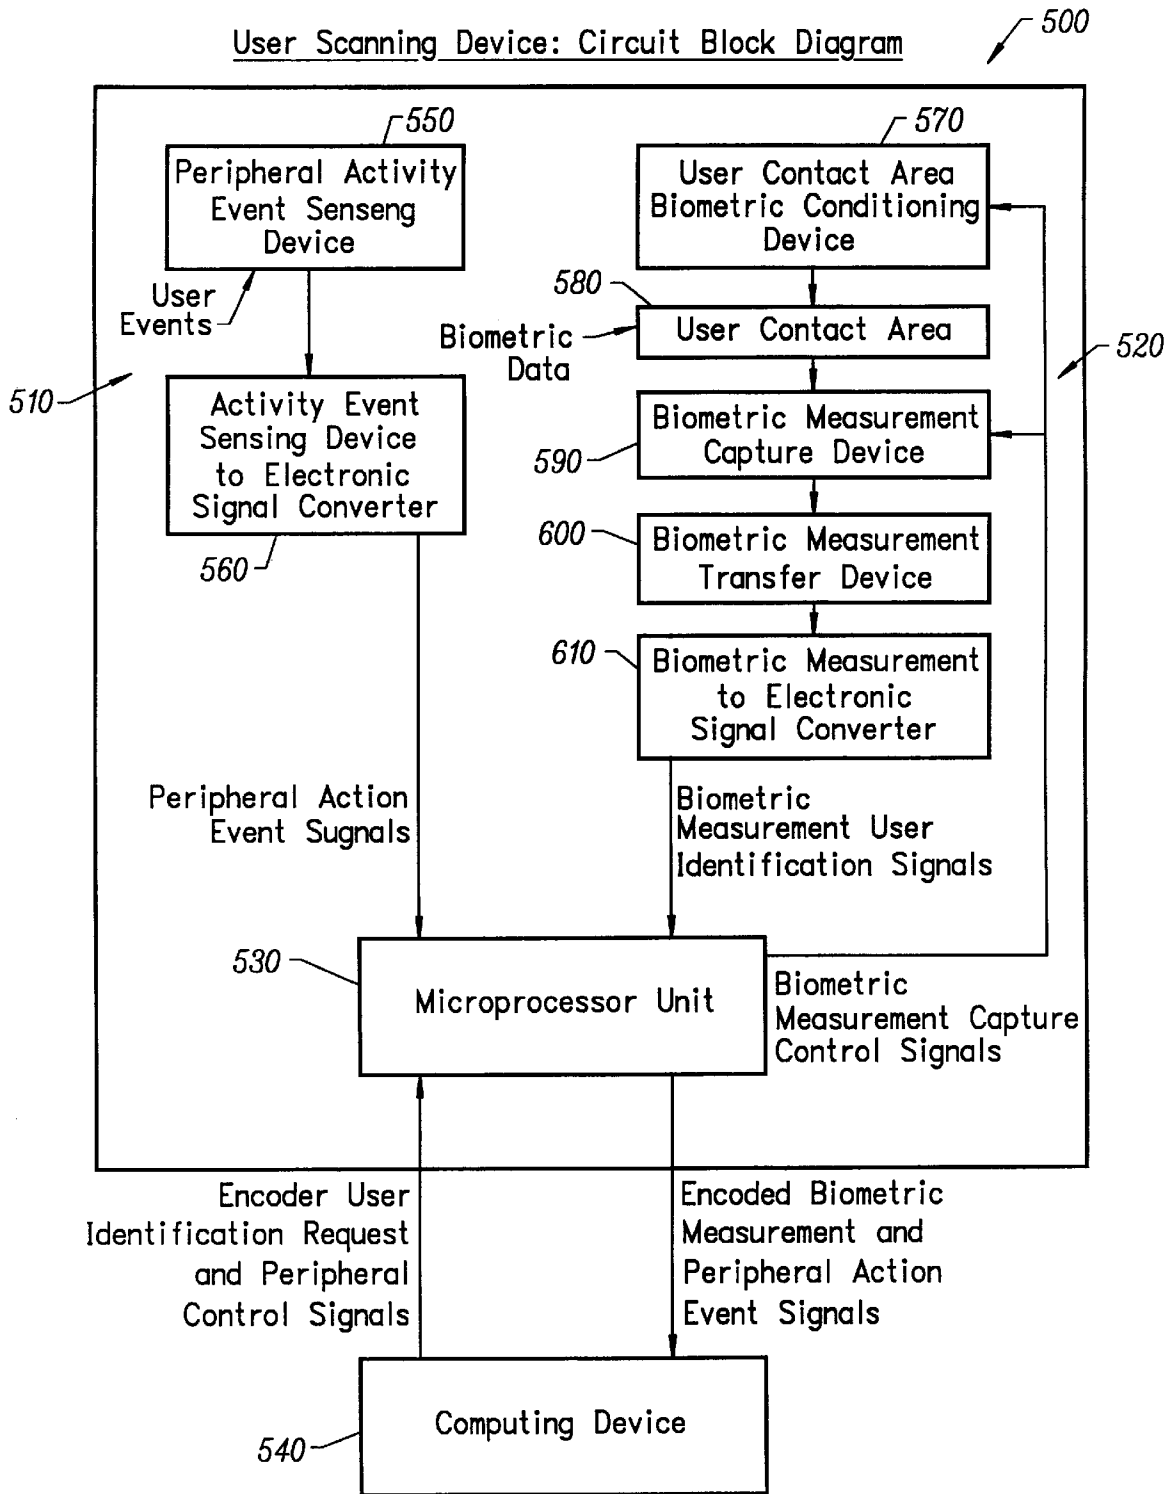 500
User Scanning Device: Circuit Block Diagram
550
Peripheral Activity
Event Senseng
Device
User
Events
510
Activity Event
Sensing Device
to Electronic
Signal Converter
560
570
User Contact Area
Biometric Conditioning
Device
580
User Contact Area
Biometric
Data
520
Biometric Measurement
Capture Device
590
600
Biometric Measurement
Transfer Device
610
Biometric Measurement
to Electronic
Signal Converter
Peripheral Action
Event Sugnals
Biometric
Measurement User
Identification Signals
530
Microprocessor Unit
Biometric
Measurement Capture
Control Signals
Encoder User
Identification Request
and Peripheral
Control Signals
Encoded Biometric
Measurement and
Peripheral Action
Event Signals
Computing Device
540